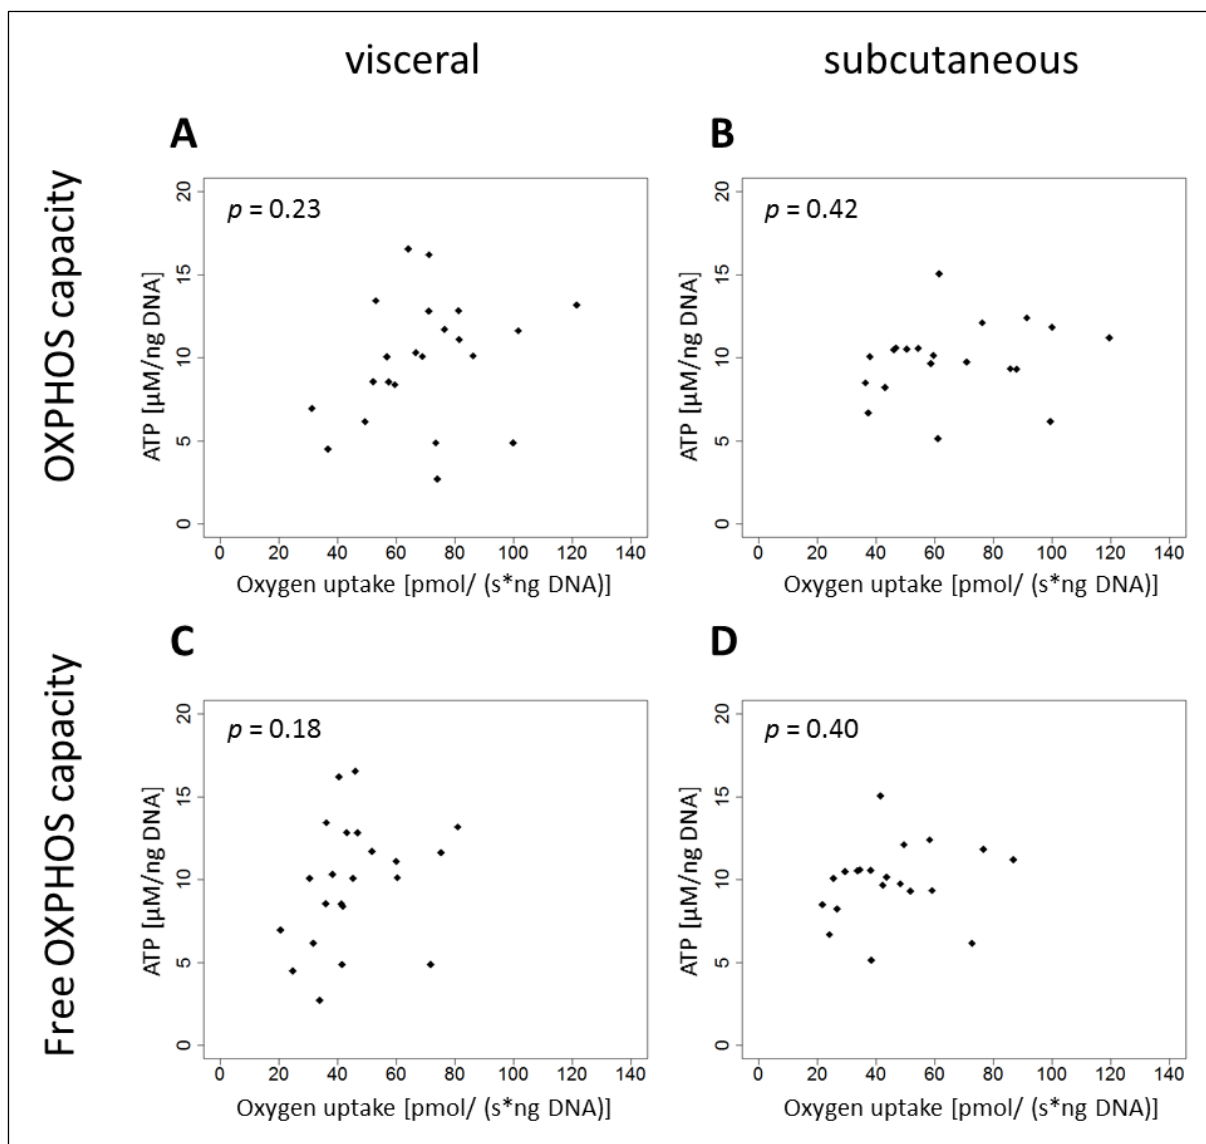 visceral
subcutaneous
OXPHOS capacity
A
p = 0.23
ATP [µM/ng DNA]
20
15
10
5
0
0 20 40 60 80 100 120 140
Oxygen uptake [pmol/ (s*ng DNA)]
B
p = 0.42
ATP [µM/ng DNA]
20
15
10
5
0
0 20 40 60 80 100 120 140
Oxygen uptake [pmol/ (s*ng DNA)]
Free OXPHOS capacity
C
p = 0.18
ATP [µM/ng DNA]
20
15
10
5
0
0 20 40 60 80 100 120 140
Oxygen uptake [pmol/ (s*ng DNA)]
D
p = 0.40
ATP [µM/ng DNA]
20
15
10
5
0
0 20 40 60 80 100 120 140
Oxygen uptake [pmol/ (s*ng DNA)]